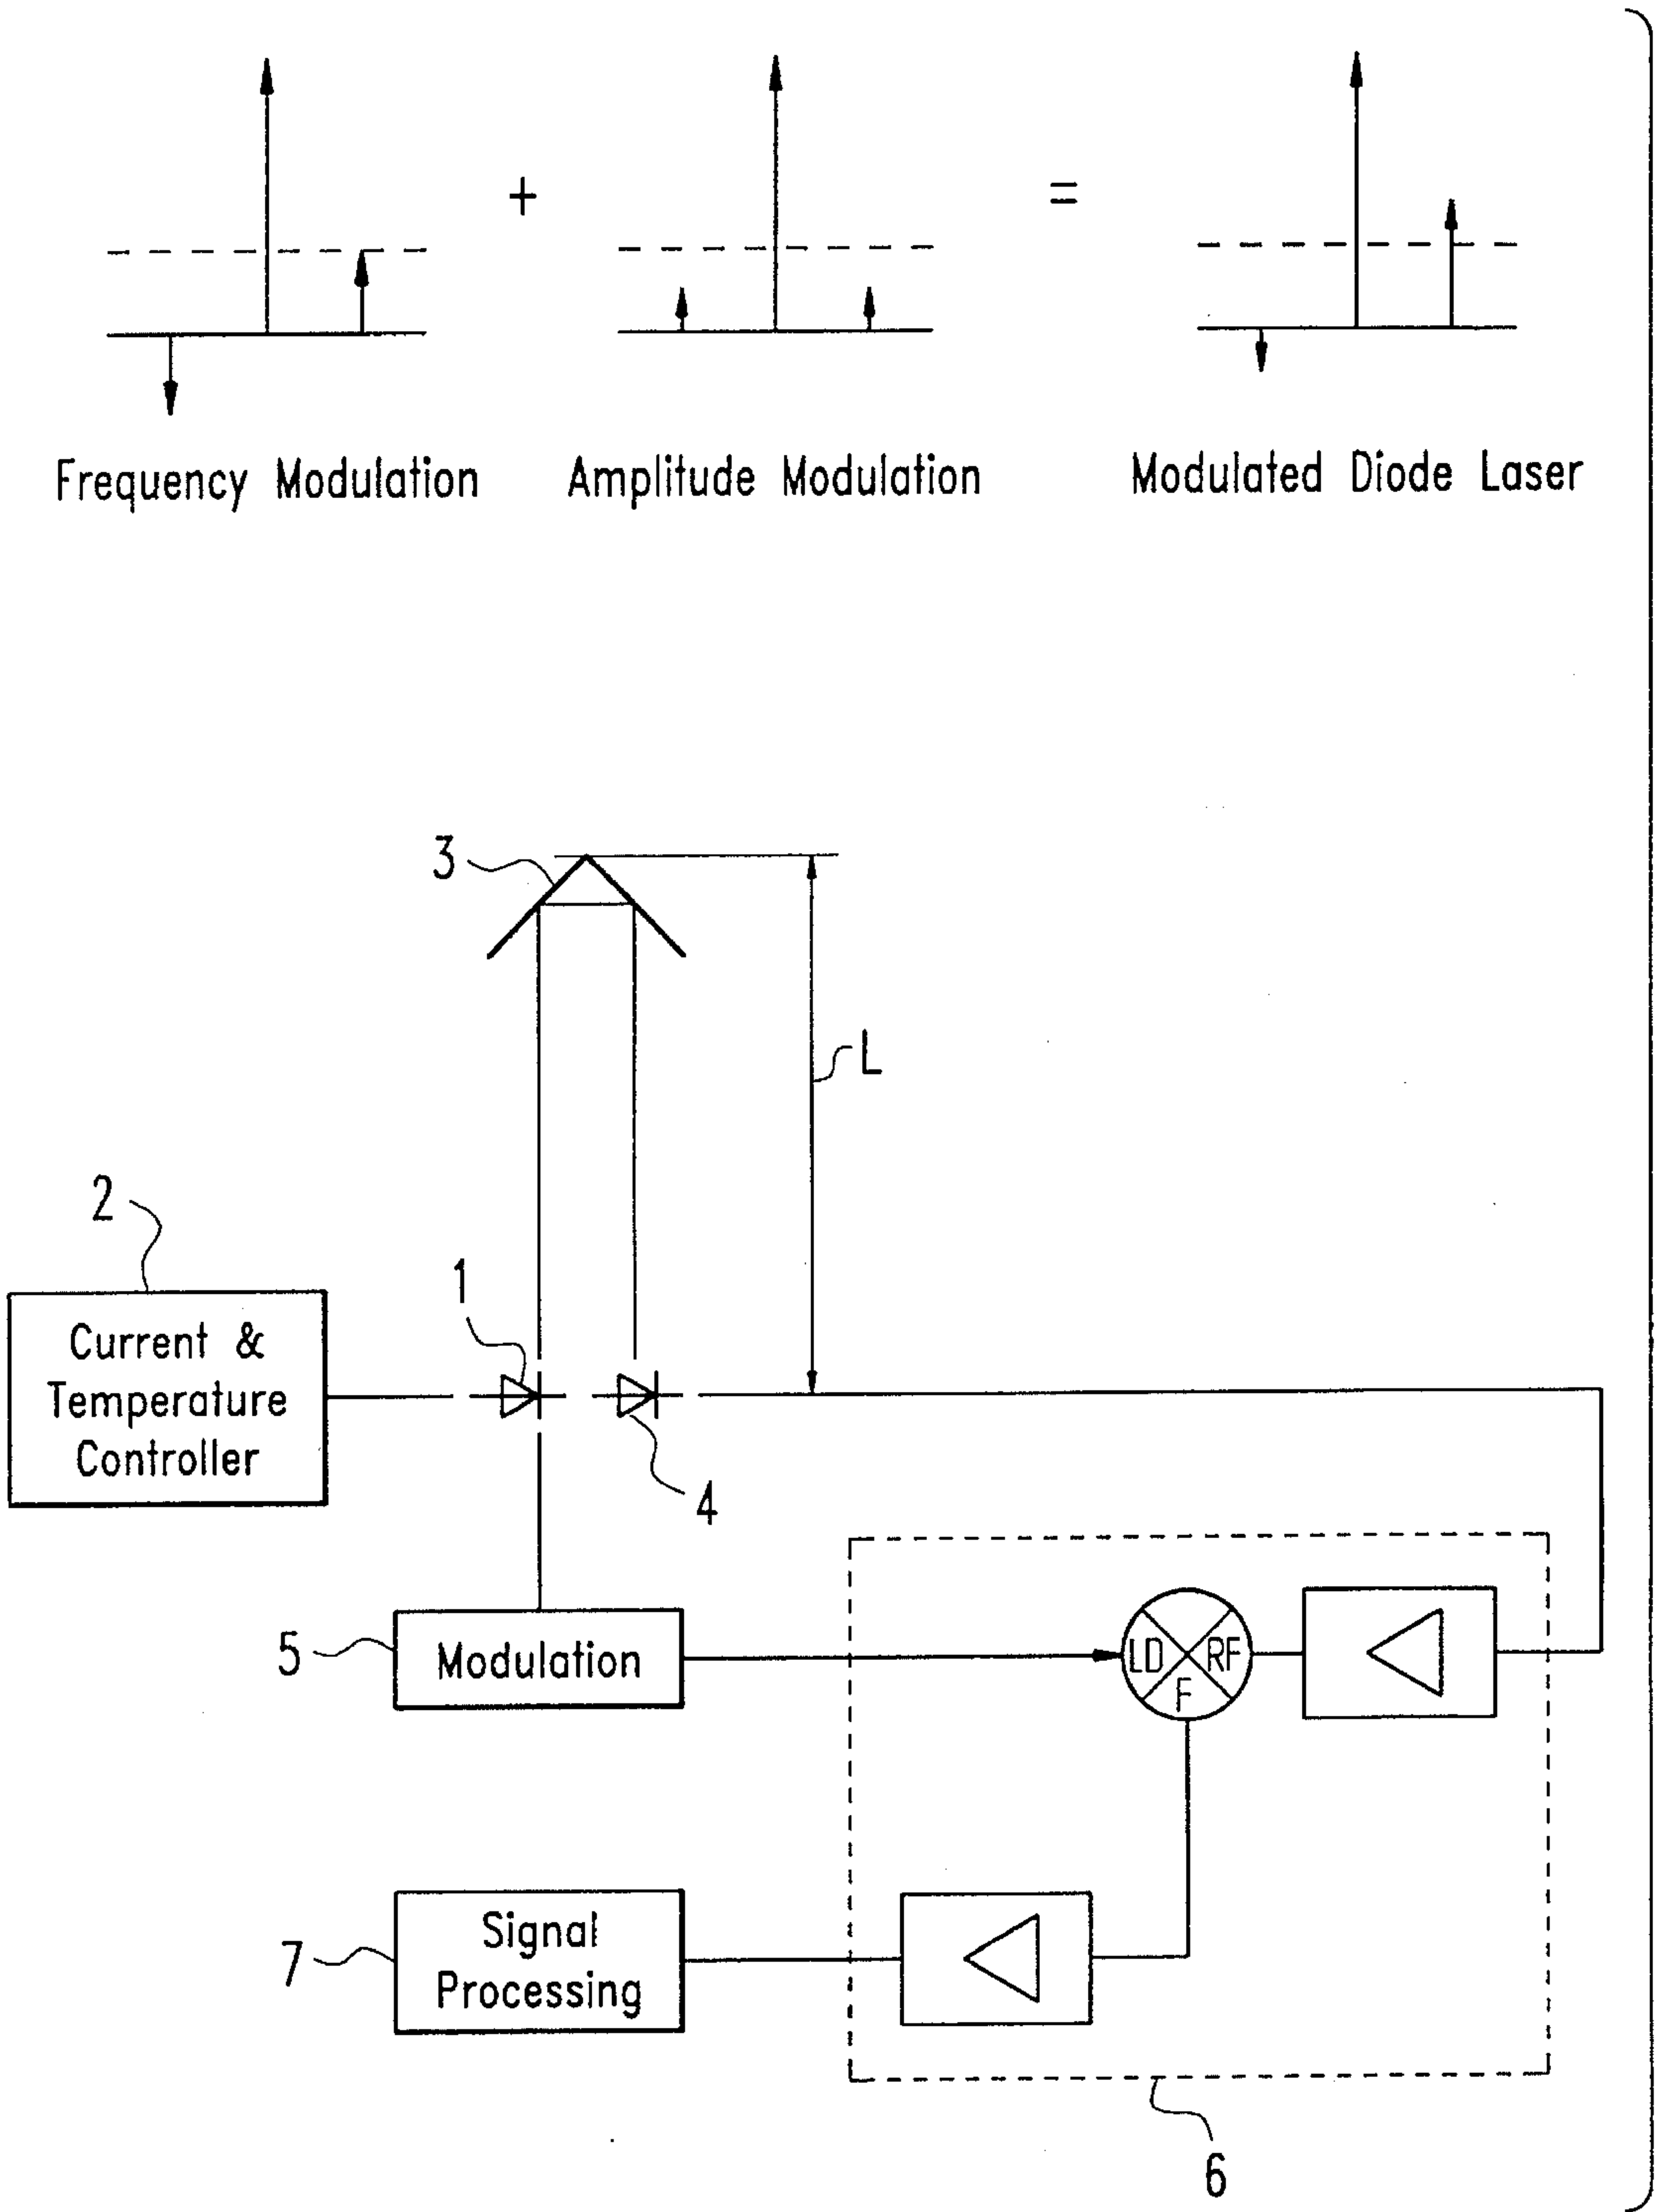 +
=
Frequency Modulation
Amplitude Modulation
Modulated Diode Laser
3
L
2
1
Current &
Temperature
Controller
4
5
Modulation
LD
RF
F
7
Signal
Processing
6